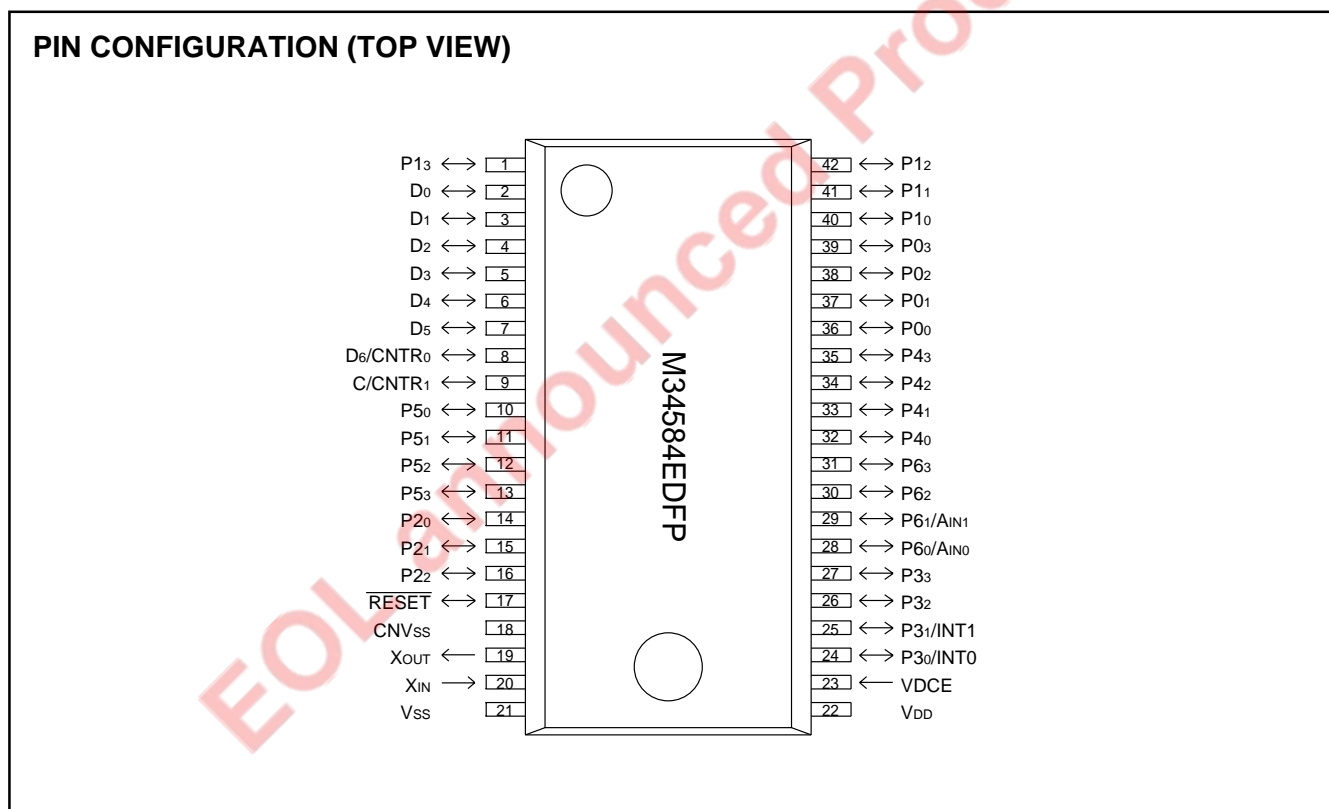 PIN CONFIGURATION (TOP VIEW)
P13 ↔ 1
D0 ↔ 2
D1 ↔ 3
D2 ↔ 4
D3 ↔ 5
D4 ↔ 6
D5 ↔ 7
D6/CNTR0 ↔ 8
C/CNTR1 ↔ 9
P50 ↔ 10
P51 ↔ 11
P52 ↔ 12
P53 ↔ 13
P20 ↔ 14
P21 ↔ 15
P22 ↔ 16
RESET ↔ 17
CNVSS 18
XOUT ← 19
XIN → 20
VSS 21
M34584EDFP
42 ↔ P12
41 ↔ P11
40 ↔ P10
39 ↔ P03
38 ↔ P02
37 ↔ P01
36 ↔ P00
35 ↔ P43
34 ↔ P42
33 ↔ P41
32 ↔ P40
31 ↔ P63
30 ↔ P62
29 ↔ P61/AIN1
28 ↔ P60/AIN0
27 ↔ P33
26 ↔ P32
25 ↔ P31/INT1
24 ↔ P30/INT0
23 ← VDCE
22 VDD
EOL announced